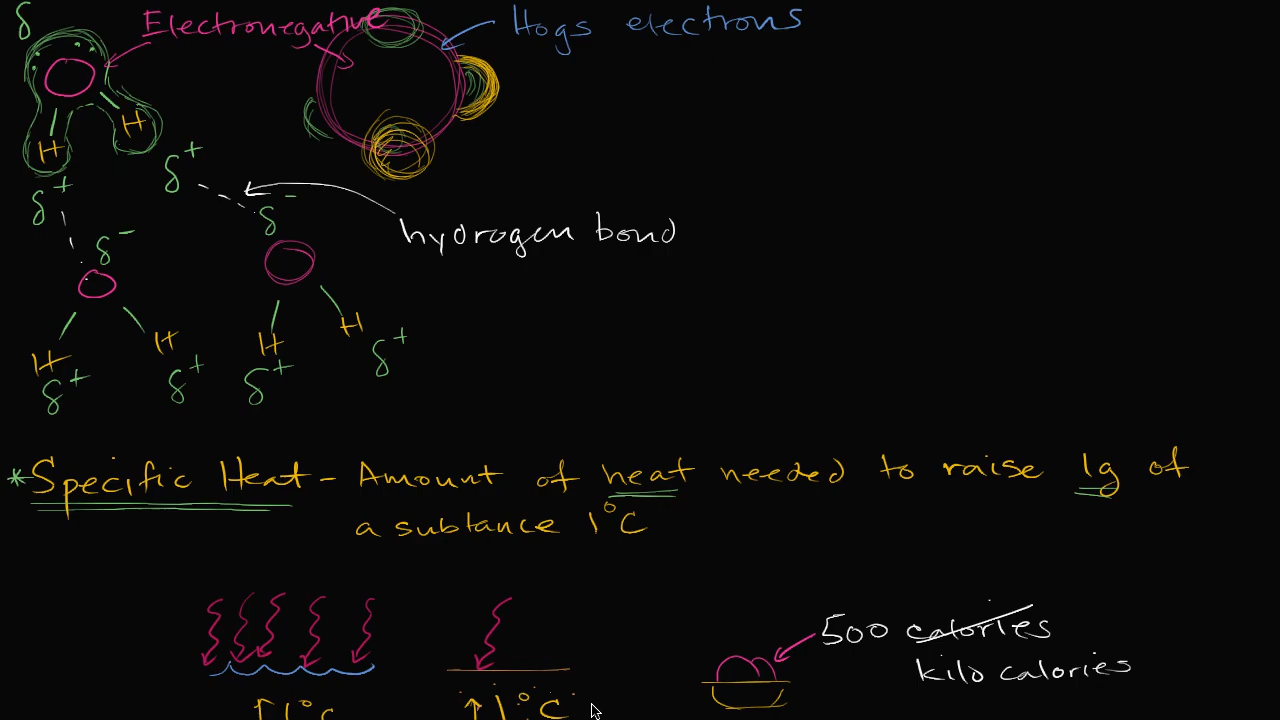 δ Electronegative Hogs electrons
H H
δ+ δ+
δ- δ- hydrogen bond
H H H H
δ+ δ+ δ+ δ+
*Specific Heat - Amount of heat needed to raise 1g of
a substance 1°C
500 calories
kilo calories
↑1°C ↑1°C